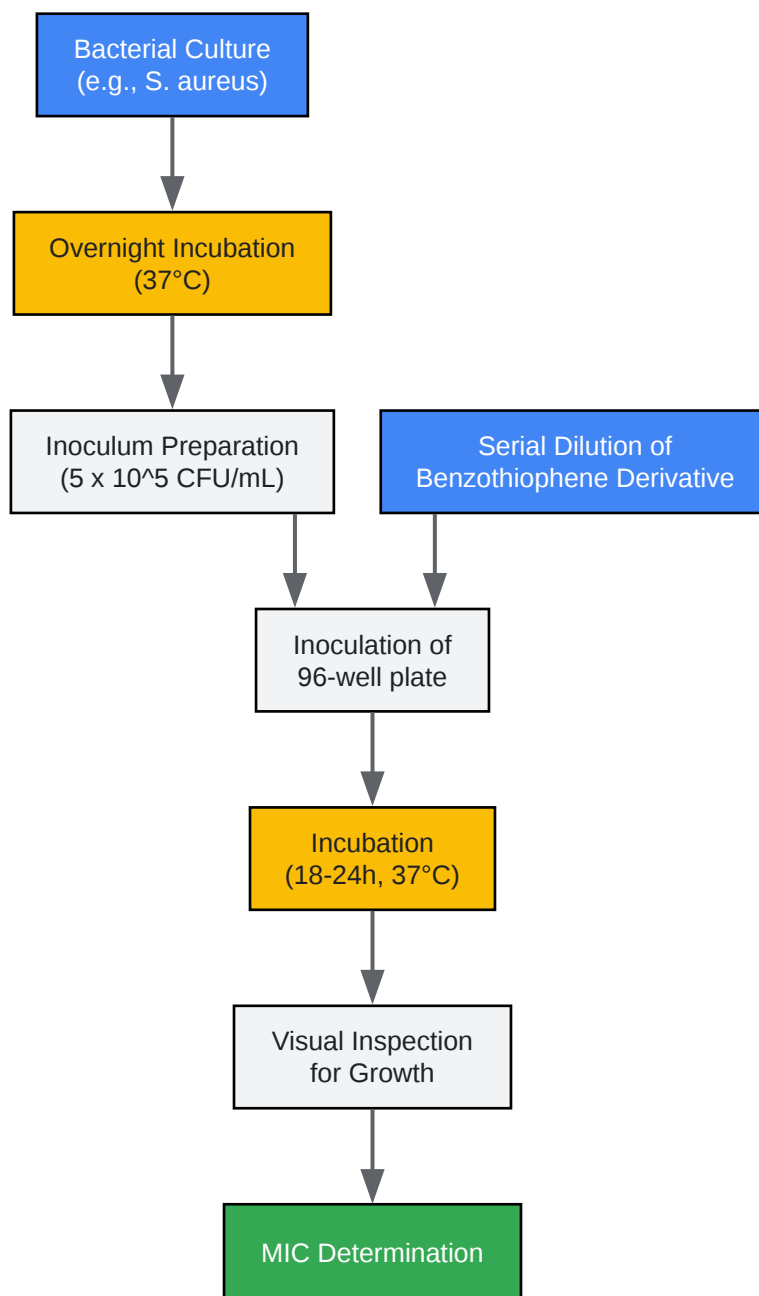 Bacterial Culture
(e.g., S. aureus)
Overnight Incubation
(37°C)
Inoculum Preparation
(5 x 10^5 CFU/mL)
Serial Dilution of
Benzothiophene Derivative
Inoculation of
96-well plate
Incubation
(18-24h, 37°C)
Visual Inspection
for Growth
MIC Determination